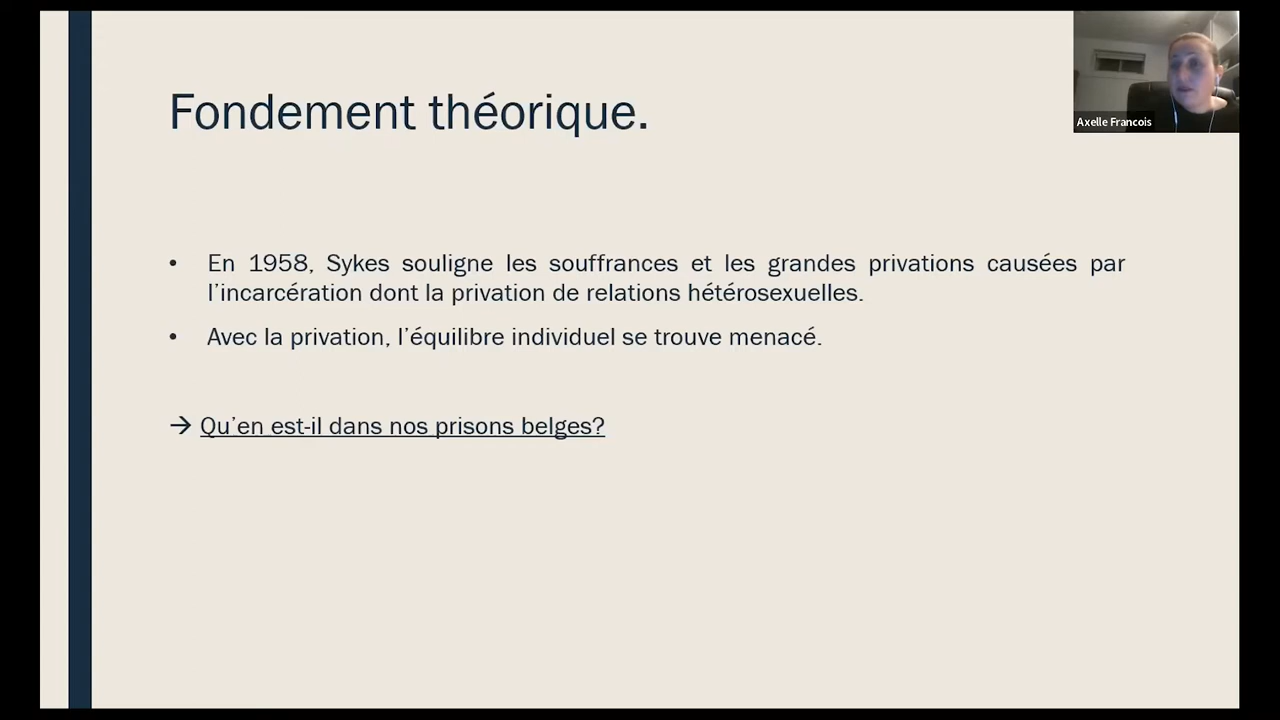 Fondement théorique.
Axelle Francois
• En 1958, Sykes souligne les souffrances et les grandes privations causées par
l’incarcération dont la privation de relations hétérosexuelles.
• Avec la privation, l’équilibre individuel se trouve menacé.
→ Qu’en est-il dans nos prisons belges?